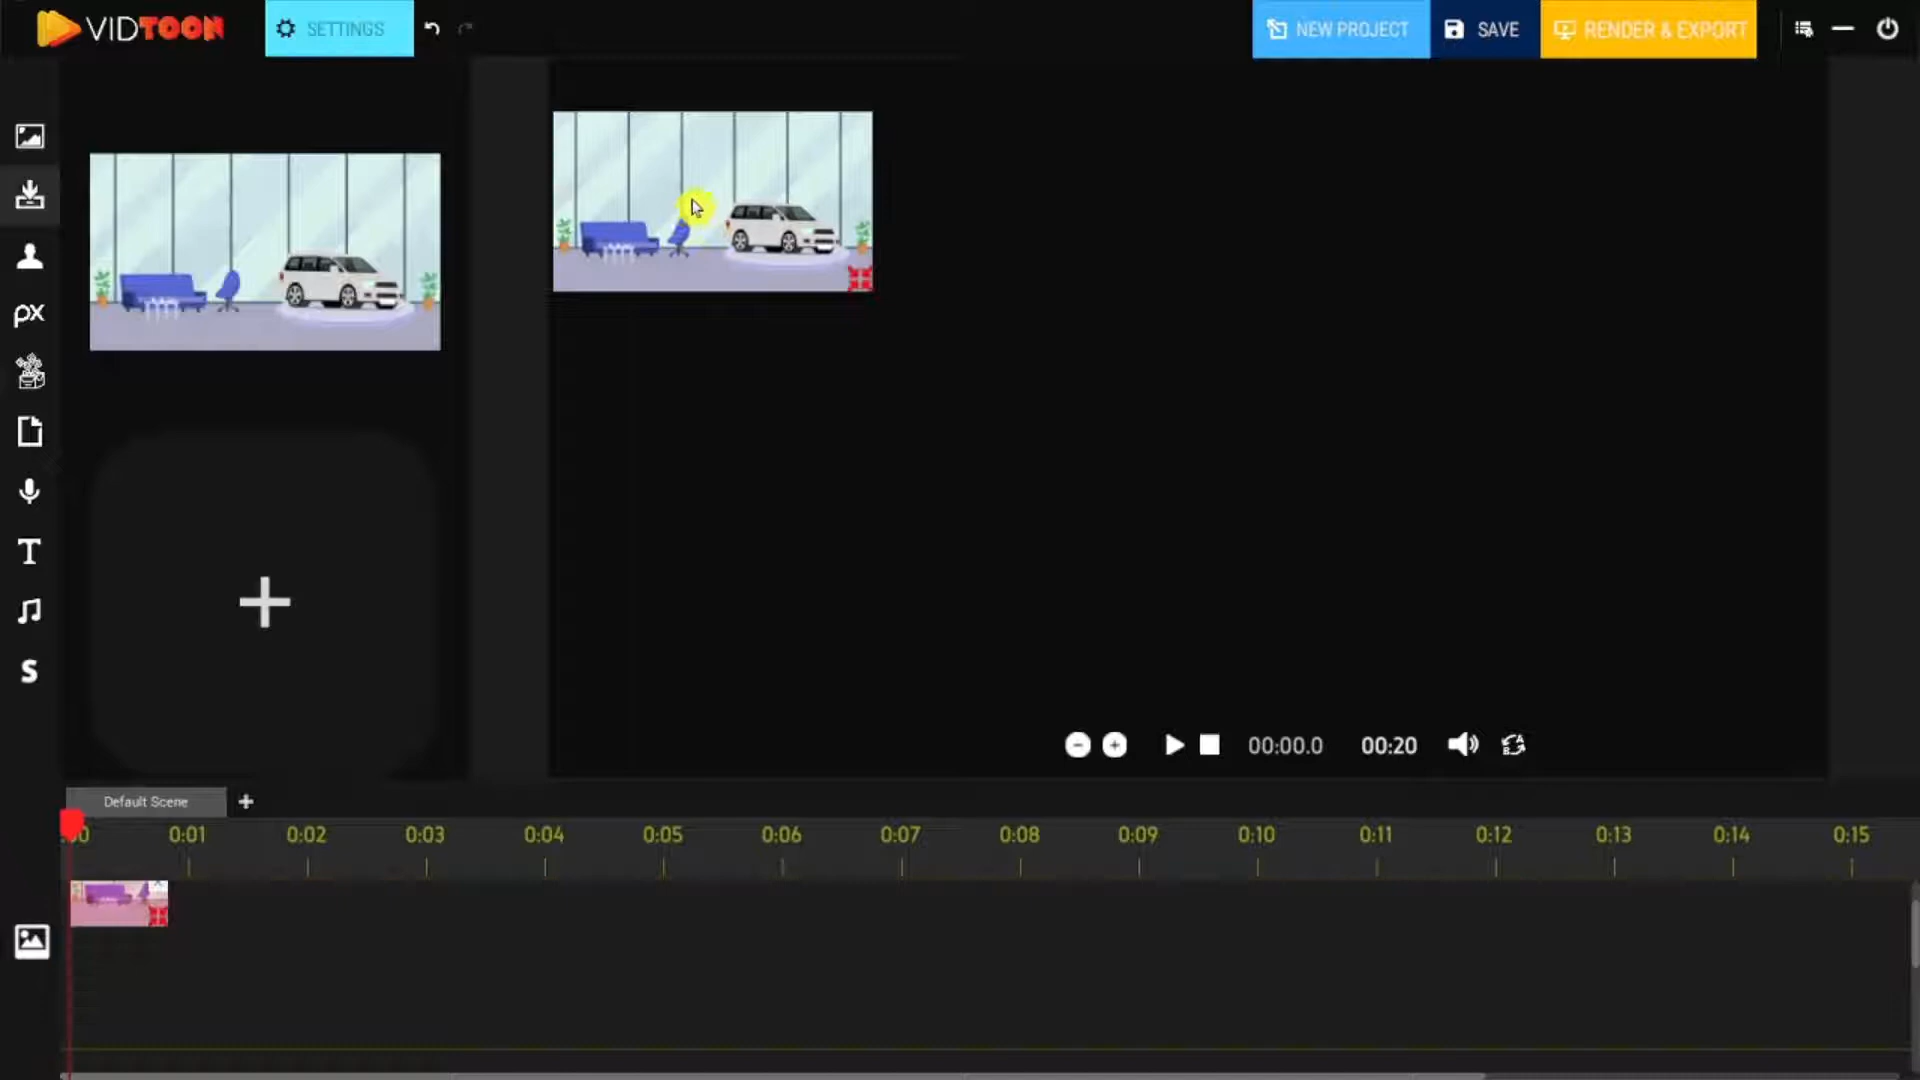 VIDTOON
SETTINGS
NEW PROJECT
SAVE
RENDER & EXPORT
px
T
S
00:00.0
00:20
Default Scene
0:01
0:02
0:03
0:04
0:05
0:06
0:07
0:08
0:09
0:10
0:11
0:12
0:13
0:14
0:15